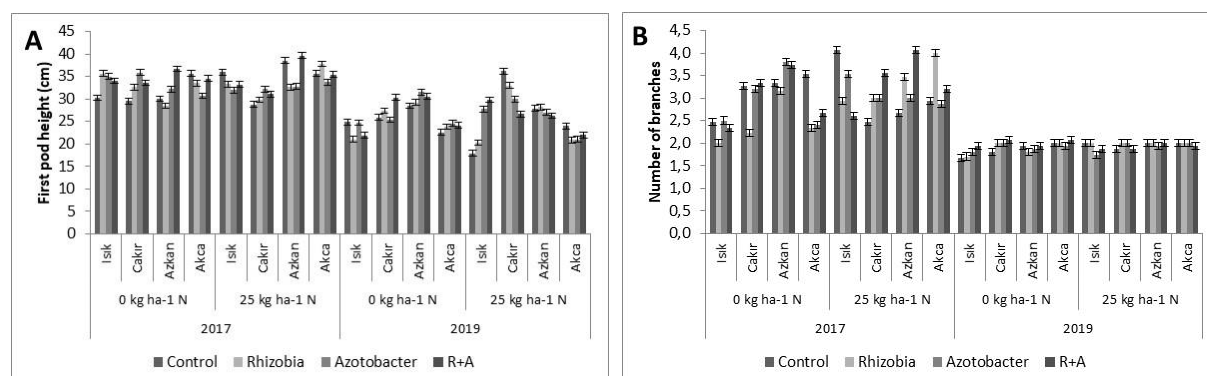 A
First pod height (cm)
45
40
35
30
25
20
15
10
5
0
Isık Cakır Azkan Akca Isık Cakır Azkan Akca Isık Cakır Azkan Akca Isık Cakır Azkan Akca
0 kg ha-1 N 25 kg ha-1 N 0 kg ha-1 N 25 kg ha-1 N
2017 2019
Control Rhizobia Azotobacter R+A
B
Number of branches
4,5
4,0
3,5
3,0
2,5
2,0
1,5
1,0
0,5
0,0
Isık Cakır Azkan Akca Isık Cakır Azkan Akca Isık Cakır Azkan Akca Isık Cakır Azkan Akca
0 kg ha-1 N 25 kg ha-1 N 0 kg ha-1 N 25 kg ha-1 N
2017 2019
Control Rhizobia Azotobacter R+A